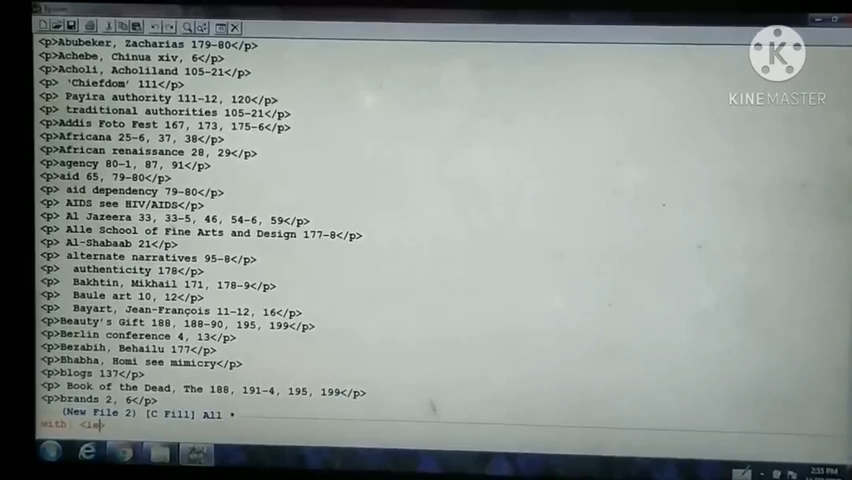 Epsilon
<p>Abubeker, Zacharias 179-80</p>
<p>Achebe, Chinua xiv, 6</p>
<p>Acholi, Acholiland 105-21</p>
<p> 'Chiefdom' 111</p>
<p> Payira authority 111-12, 120</p>
<p> traditional authorities 105-21</p>
<p>Addis Foto Fest 167, 173, 175-6</p>
<p>Africana 25-6, 37, 38</p>
<p>African renaissance 28, 29</p>
<p>agency 80-1, 87, 91</p>
<p>aid 65, 79-80</p>
<p> aid dependency 79-80</p>
<p> AIDS see HIV/AIDS</p>
<p> Al Jazeera 33, 33-5, 46, 54-6, 59</p>
<p> Alle School of Fine Arts and Design 177-8</p>
<p> Al-Shabaab 21</p>
<p> alternate narratives 95-8</p>
<p>  authenticity 178</p>
<p>  Bakhtin, Mikhail 171, 178-9</p>
<p>  Baule art 10, 12</p>
<p>  Bayart, Jean-François 11-12, 16</p>
<p>Beauty's Gift 188, 188-90, 195, 199</p>
<p>Berlin conference 4, 13</p>
<p>Bezabih, Behailu 177</p>
<p>Bhabha, Homi see mimicry</p>
<p>blogs 137</p>
<p> Book of the Dead, The 188, 191-4, 195, 199</p>
<p>brands 2, 6</p>
(New File 2) [C Fill] All *
with: <le
K
KINEMASTER
2:55 PM